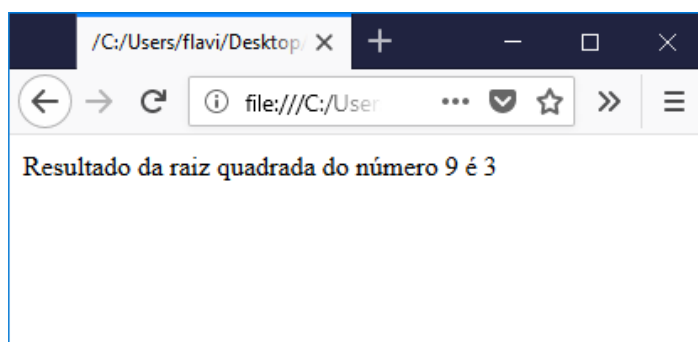 /C:/Users/flavi/Desktop/
file:///C:/User
Resultado da raiz quadrada do número 9 é 3